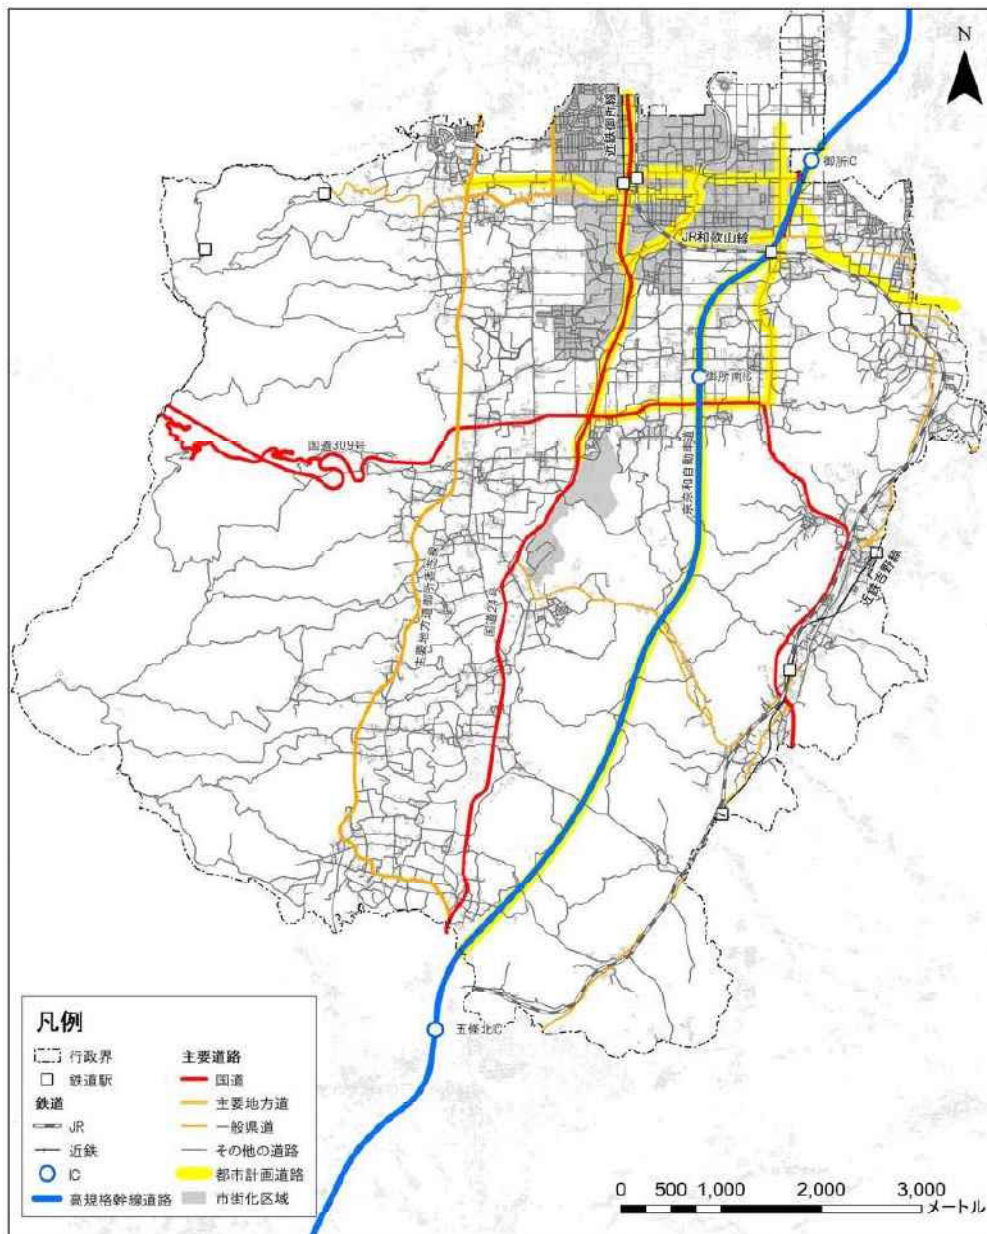 N
近鉄御所線
御所IC
JR和歌山線
御所南IC
国道309号
京奈和自動車道
主要地方道御所香芝線
国道24号
近鉄吉野線
五條北IC
凡例
行政界
鉄道駅
鉄道
JR
近鉄
IC
高規格幹線道路
主要道路
国道
主要地方道
一般県道
その他の道路
都市計画道路
市街化区域
0 500 1,000 2,000 3,000
メートル